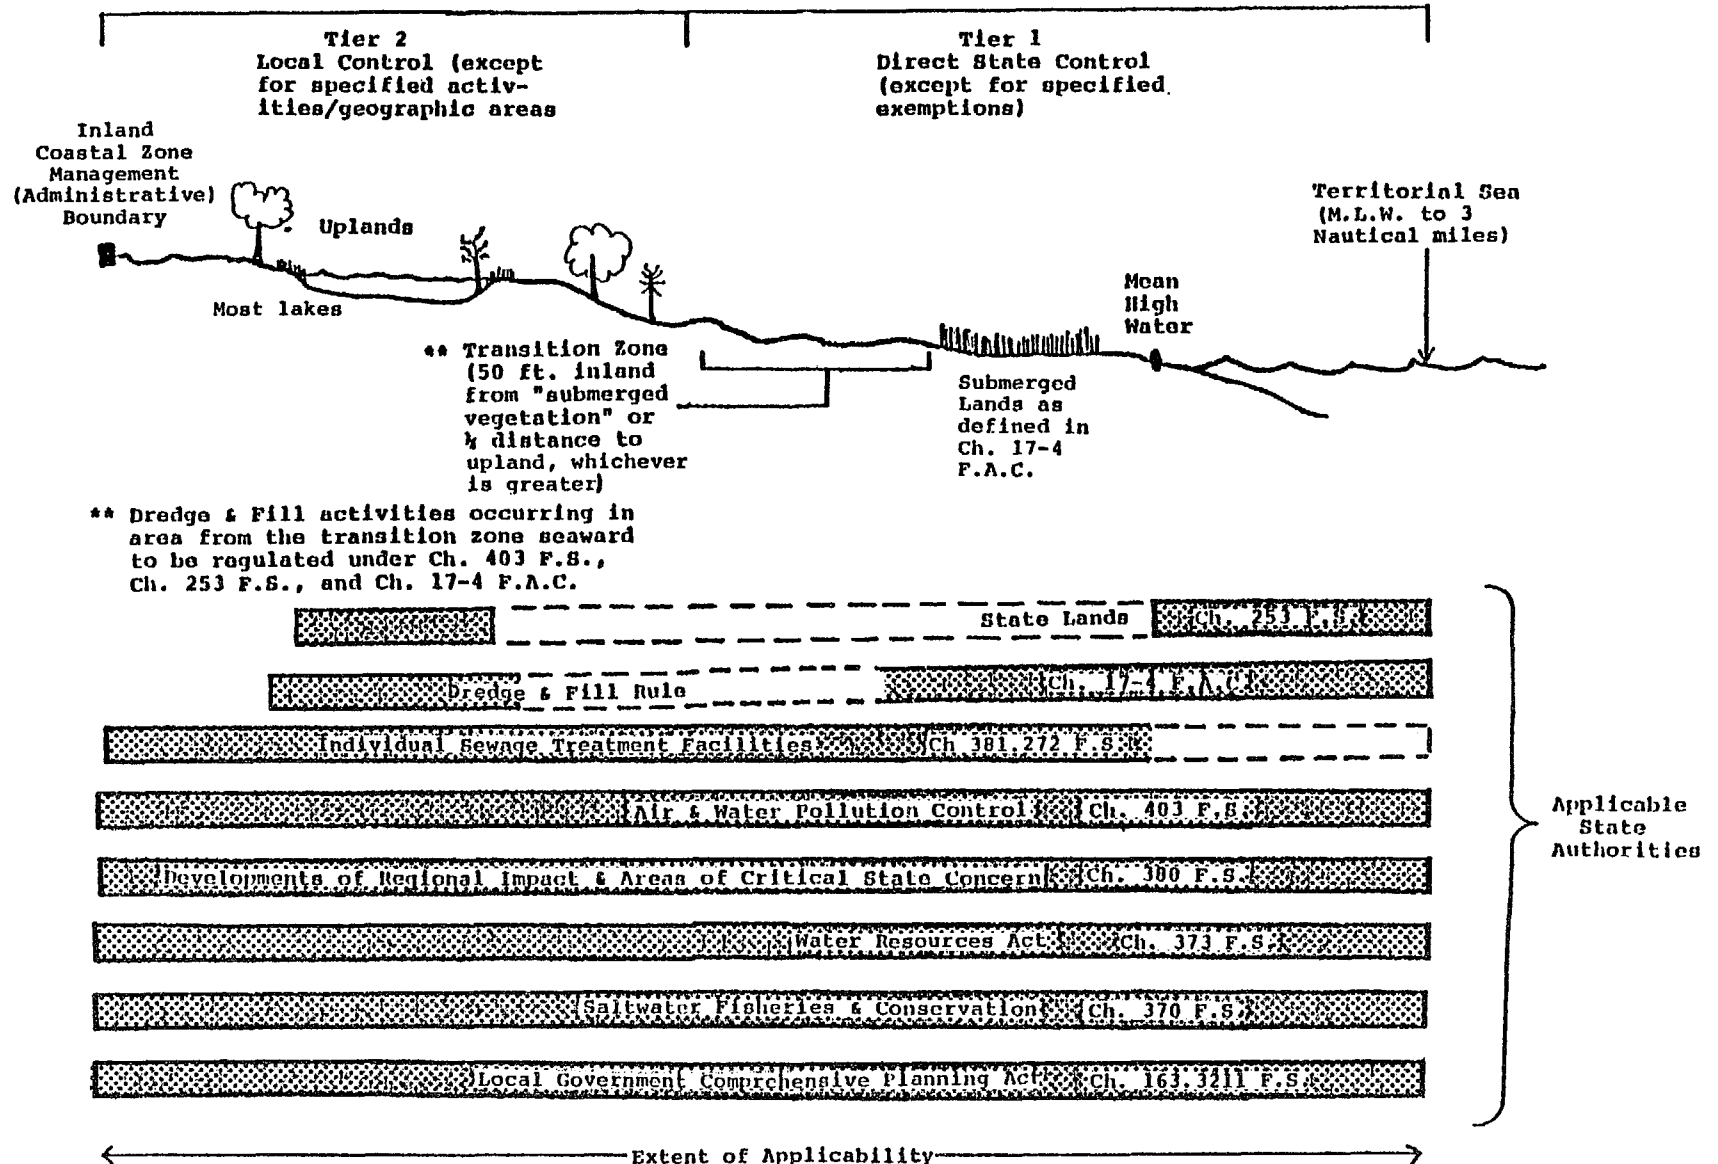 Tier 2
Local Control (except
for specified activ-
ities/geographic areas
Tier 1
Direct State Control
(except for specified
exemptions)
Inland
Coastal Zone
Management
(Administrative)
Boundary
Uplands
Most lakes
Territorial Sea
(M.L.W. to 3
Nautical miles)
Mean
High
Water
** Transition Zone
(50 ft. inland
from "submerged
vegetation" or
distance to
upland, whichever
is greater)
Submerged
Lands as
defined in
Ch. 17-4
F.A.C.
** Dredge & Fill activities occurring in
area from the transition zone seaward
to be regulated under Ch. 403 F.S.,
Ch. 253 F.S., and Ch. 17-4 F.A.C.
State Lands Ch. 253 F.S.
Dredge & Fill Rule Ch. 17-4 F.A.C.
Individual Sewage Treatment Facilities Ch 381.272 F.S.
Air & Water Pollution Control Ch. 403 F.S.
Developments of Regional Impact & Areas of Critical State Concern Ch. 380 F.S.
Water Resources Act Ch. 373 F.S.
Saltwater Fisheries & Conservation Ch. 370 F.S.
Local Government Comprehensive Planning Act Ch. 163.3211 F.S.
Applicable
State
Authorities
Extent of Applicability